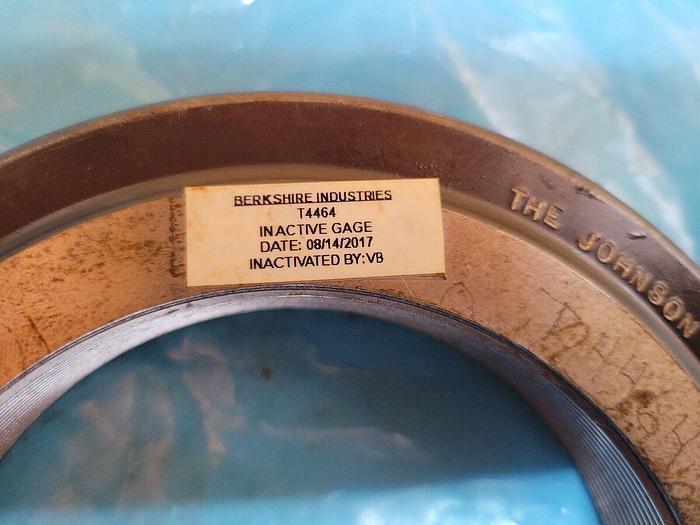 BERKSHIRE INDUSTRIES
T4464
INACTIVE GAGE
DATE: 08/14/2017
INACTIVATED BY:VB
THE JOHNSON